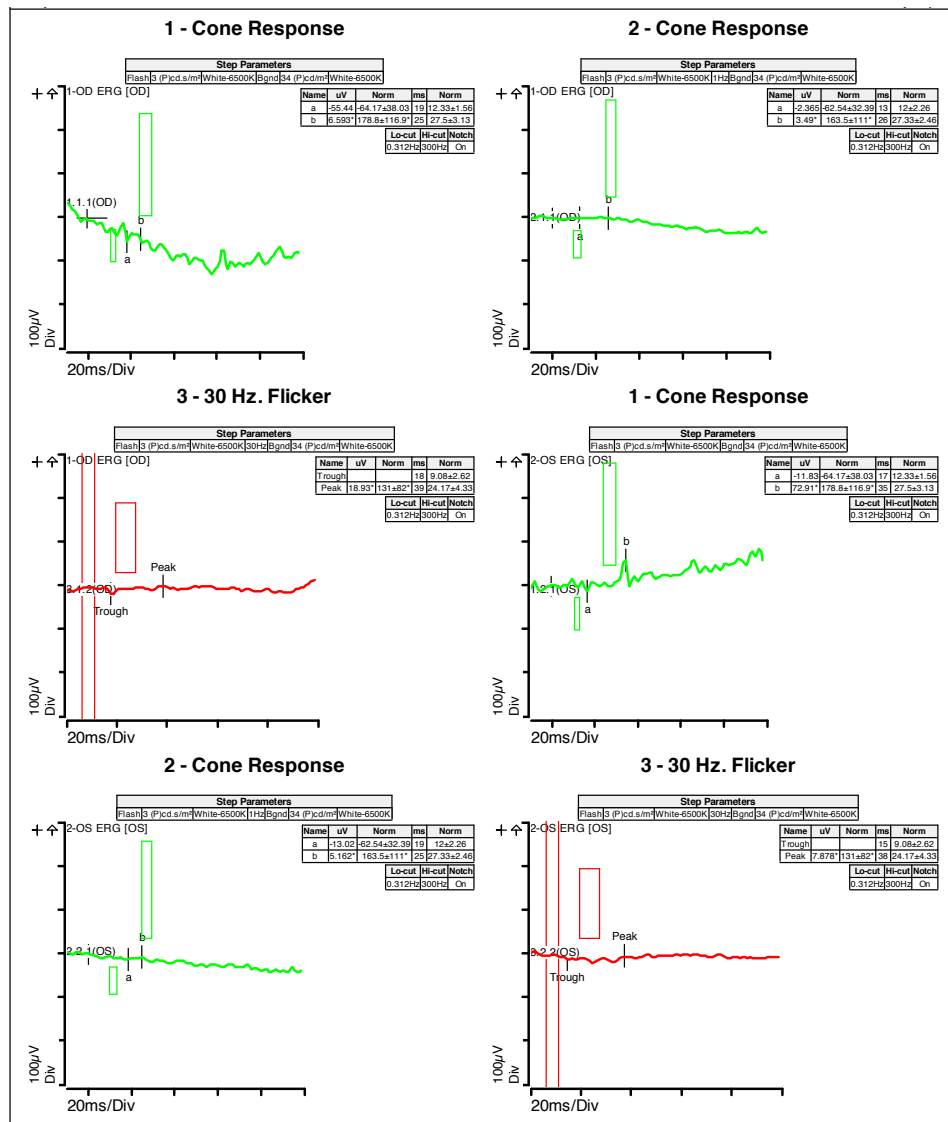 1 - Cone Response
Step Parameters
Flash 3 (P)cd.s/m² White-6500K Bgnd 34 (P)cd/m² White-6500K
1-OD ERG [OD]
Name uV Norm ms Norm
a -55.44 -64.17±38.03 19 12.33±1.56
b 6.593* 178.8±116.9* 25 27.5±3.13
Lo-cut Hi-cut Notch
0.312Hz 300Hz On
1.1.1(OD)
b
a
100µV
Div
20ms/Div
2 - Cone Response
Step Parameters
Flash 3 (P)cd.s/m² White-6500K 1Hz Bgnd 34 (P)cd/m² White-6500K
1-OD ERG [OD]
Name uV Norm ms Norm
a -2.365 -62.54±32.39 13 12±2.26
b 3.49* 163.5±111* 26 27.33±2.46
Lo-cut Hi-cut Notch
0.312Hz 300Hz On
b
2.1.1(OD)
a
100µV
Div
20ms/Div
3 - 30 Hz. Flicker
Step Parameters
Flash 3 (P)cd.s/m² White-6500K 30Hz Bgnd 34 (P)cd/m² White-6500K
1-OD ERG [OD]
Name uV Norm ms Norm
Trough 18 9.08±2.62
Peak 18.93* 131±82* 39 24.17±4.33
Lo-cut Hi-cut Notch
0.312Hz 300Hz On
Peak
3.1.2(OD)
Trough
100µV
Div
20ms/Div
1 - Cone Response
Step Parameters
Flash 3 (P)cd.s/m² White-6500K Bgnd 34 (P)cd/m² White-6500K
2-OS ERG [OS]
Name uV Norm ms Norm
a -11.83 -64.17±38.03 17 12.33±1.56
b 72.91* 178.8±116.9* 35 27.5±3.13
Lo-cut Hi-cut Notch
0.312Hz 300Hz On
b
1.2.1(OS)
a
100µV
Div
20ms/Div
2 - Cone Response
Step Parameters
Flash 3 (P)cd.s/m² White-6500K 1Hz Bgnd 34 (P)cd/m² White-6500K
2-OS ERG [OS]
Name uV Norm ms Norm
a -13.02 -62.54±32.39 19 12±2.26
b 5.162* 163.5±111* 25 27.33±2.46
Lo-cut Hi-cut Notch
0.312Hz 300Hz On
b
2.2.1(OS)
a
100µV
Div
20ms/Div
3 - 30 Hz. Flicker
Step Parameters
Flash 3 (P)cd.s/m² White-6500K 30Hz Bgnd 34 (P)cd/m² White-6500K
2-OS ERG [OS]
Name uV Norm ms Norm
Trough 15 9.08±2.62
Peak 7.878* 131±82* 38 24.17±4.33
Lo-cut Hi-cut Notch
0.312Hz 300Hz On
Peak
3.2.2(OS)
Trough
100µV
Div
20ms/Div